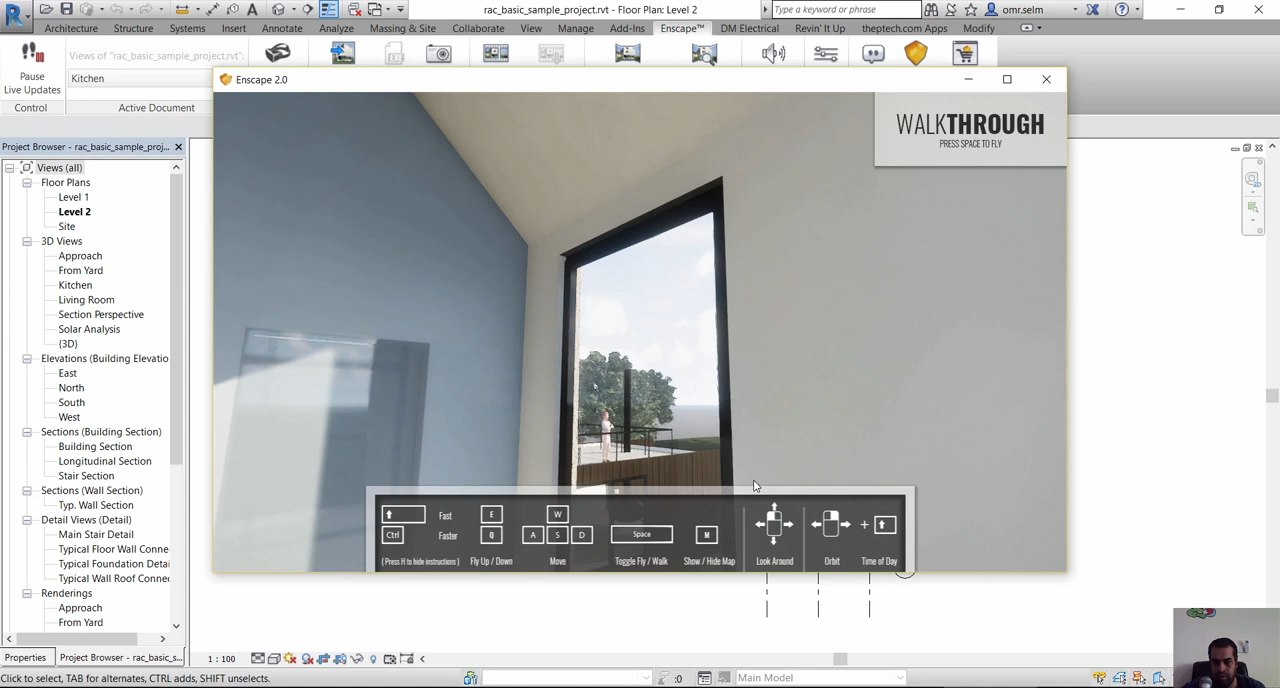 rac_basic_sample_project.rvt - Floor Plan: Level 2
Type a keyword or phrase
omr.selm
Architecture Structure Systems Insert Annotate Analyze Massing & Site Collaborate View Manage Add-Ins Enscape™ DM Electrical Revin' It Up theptech.com Apps Modify
Pause
Live Updates
Control
Views of "rac_basic_sample_project.rvt":
Kitchen
Active Document
Enscape 2.0
WALKTHROUGH
PRESS SPACE TO FLY
Project Browser - rac_basic_sample_proj...
Views (all)
Floor Plans
Level 1
Level 2
Site
3D Views
Approach
From Yard
Kitchen
Living Room
Section Perspective
Solar Analysis
{3D}
Elevations (Building Elevatio
East
North
South
West
Sections (Building Section)
Building Section
Longitudinal Section
Stair Section
Sections (Wall Section)
Typ. Wall Section
Detail Views (Detail)
Main Stair Detail
Typical Floor Wall Conne
Typical Foundation Detai
Typical Wall Roof Connec
Renderings
Approach
From Yard
Fast
Ctrl Faster
[ Press H to hide instructions ]
E
Q
Fly Up / Down
W
A S D
Move
Space
Toggle Fly / Walk
M
Show / Hide Map
Look Around
Orbit
+
Time of Day
Properties
Project Browser - rac_basic_s...
1 : 100
Click to select, TAB for alternates, CTRL adds, SHIFT unselects.
:0
Main Model